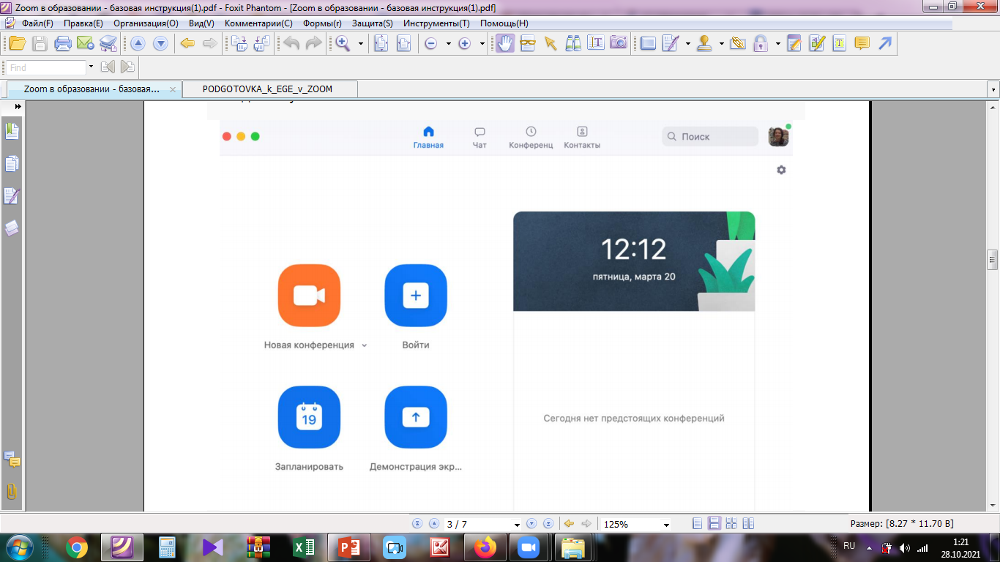 Zoom в образовании - базовая инструкция(1).pdf - Foxit Phantom - [Zoom в образовании - базовая инструкция(1).pdf]
Файл(F) Правка(E) Организация(O) Вид(V) Комментарии(C) Формы(r) Защита(S) Инструменты(T) Помощь(H)
Find
Zoom в образовании - базовая... PODGOTOVKA_k_EGE_v_ZOOM
Главная Чат Конференц Контакты Поиск
12:12
пятница, марта 20
Новая конференция Войти
19
Сегодня нет предстоящих конференций
Запланировать Демонстрация экр...
3 / 7 125% Размер: [8.27 * 11.70 В]
RU 1:21
28.10.2021